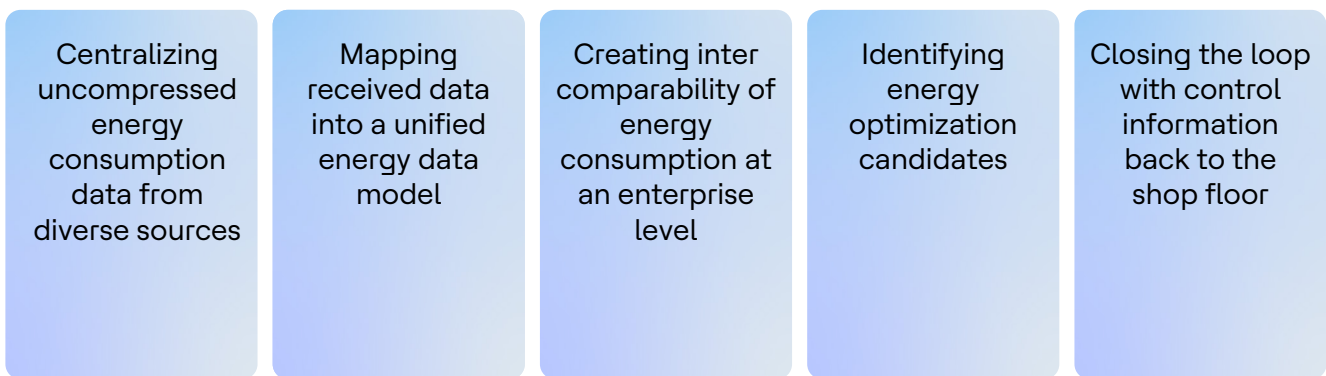 Centralizing
uncompressed
energy
consumption
data from
diverse sources
Mapping
received data
into a unified
energy data
model
Creating inter
comparability of
energy
consumption at
an enterprise
level
Identifying
energy
optimization
candidates
Closing the loop
with control
information
back to the
shop floor